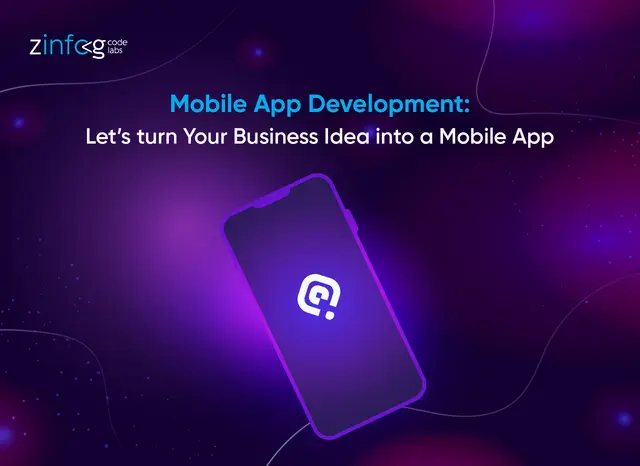 zinfog code labs
Mobile App Development:
Let's turn Your Business Idea into a Mobile App